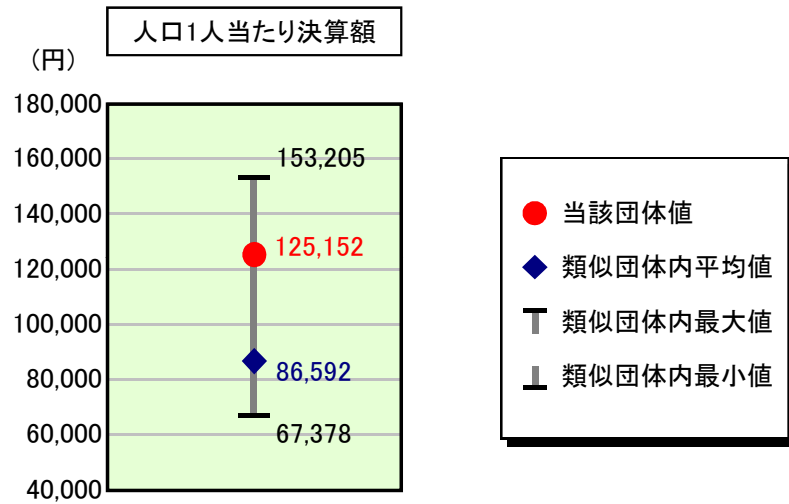 人口1人当たり決算額
(円)
180,000
160,000
140,000
120,000
100,000
80,000
60,000
40,000
153,205
125,152
86,592
67,378
当該団体値
類似団体内平均値
類似団体内最大値
類似団体内最小値